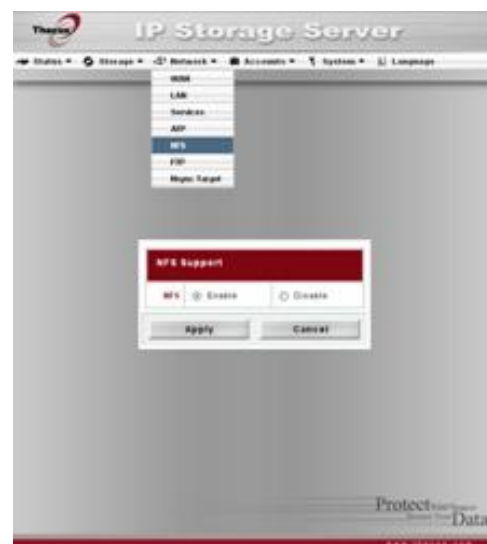 Thecus
IP Storage Server
Status Storage Network Accounts System Language
WAN
LAN
Services
AFP
NFS
FTP
Nsync Target
NFS Support
NFS Enable Disable
Apply Cancel
Protect
Data